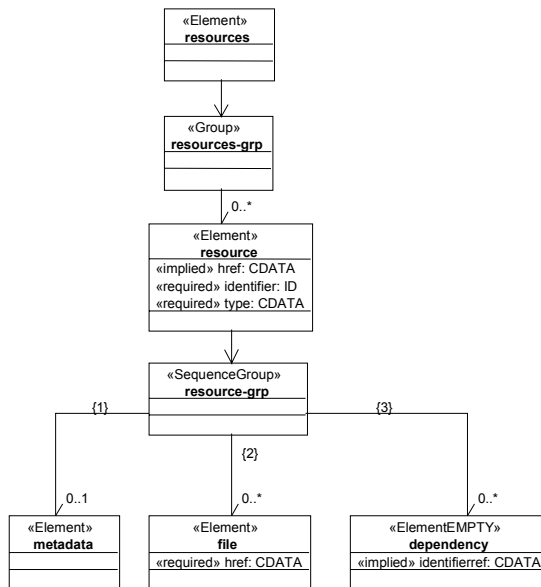 «Element»
resources
«Group»
resources-grp
0..*
«Element»
resource
«implied» href: CDATA
«required» identifier: ID
«required» type: CDATA
«SequenceGroup»
resource-grp
{1}
{3}
{2}
0..1
0..*
0..*
«Element»
metadata
«Element»
file
«required» href: CDATA
«ElementEMPTY»
dependency
«implied» identifierref: CDATA